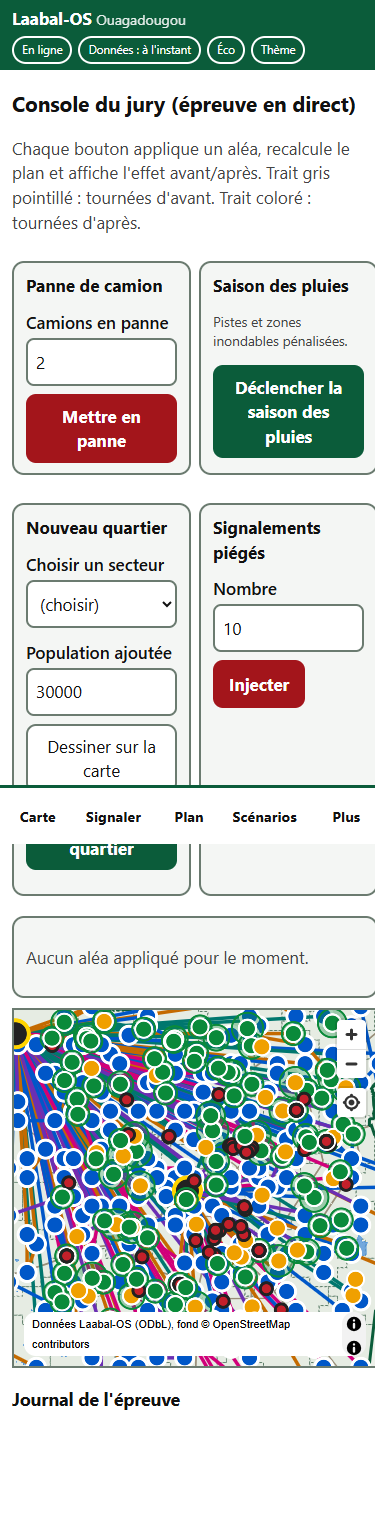 Laabal-OS Ouagadougou
En ligne
Données : à l'instant
Éco
Thème
Console du jury (épreuve en direct)
Chaque bouton applique un aléa, recalcule le
plan et affiche l'effet avant/après. Trait gris
pointillé : tournées d'avant. Trait coloré :
tournées d'après.
Panne de camion
Camions en panne
2
Mettre en
panne
Saison des pluies
Pistes et zones
inondables pénalisées.
Déclencher la
saison des
pluies
Nouveau quartier
Choisir un secteur
(choisir)
Population ajoutée
30000
Dessiner sur la
carte
Signalements
piégés
Nombre
10
Injecter
Carte
Signaler
Plan
Scénarios
Plus
quartier
Aucun aléa appliqué pour le moment.
Données Laabal-OS (ODbL), fond © OpenStreetMap
contributors
Journal de l'épreuve